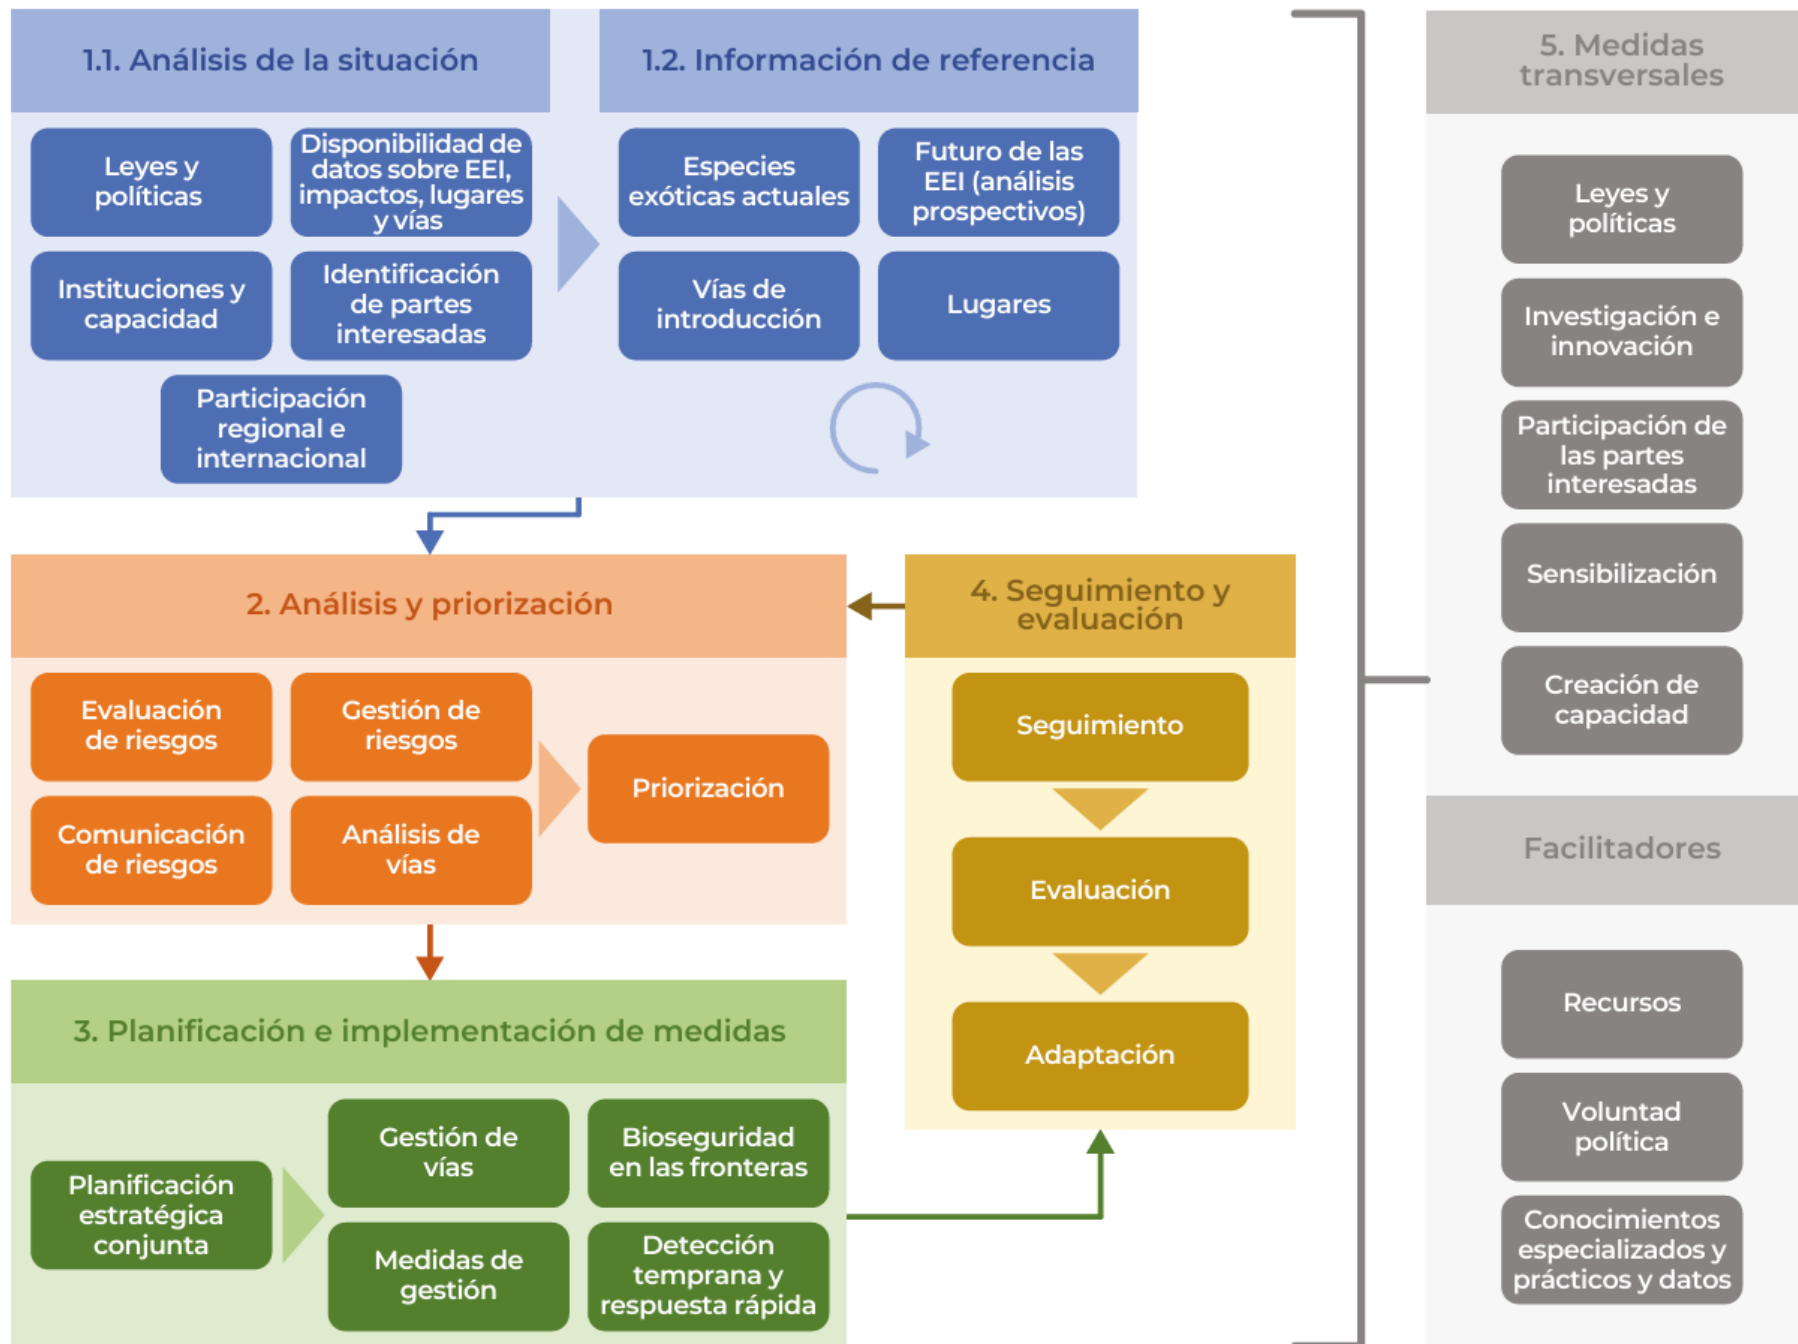 1.1. Análisis de la situación
Leyes y
políticas
Disponibilidad de
datos sobre EEI,
impactos, lugares
y vías
Instituciones y
capacidad
Identificación
de partes
interesadas
Participación
regional e
internacional
1.2. Información de referencia
Especies
exóticas actuales
Futuro de las
EEI (análisis
prospectivos)
Vías de
introducción
Lugares
2. Análisis y priorización
Evaluación
de riesgos
Gestión de
riesgos
Comunicación
de riesgos
Análisis de
vías
Priorización
3. Planificación e implementación de medidas
Planificación
estratégica
conjunta
Gestión de
vías
Bioseguridad
en las fronteras
Medidas de
gestión
Detección
temprana y
respuesta rápida
4. Seguimiento y
evaluación
Seguimiento
Evaluación
Adaptación
5. Medidas
transversales
Leyes y
políticas
Investigación e
innovación
Participación de
las partes
interesadas
Sensibilización
Creación de
capacidad
Facilitadores
Recursos
Voluntad
política
Conocimientos
especializados y
prácticos y datos